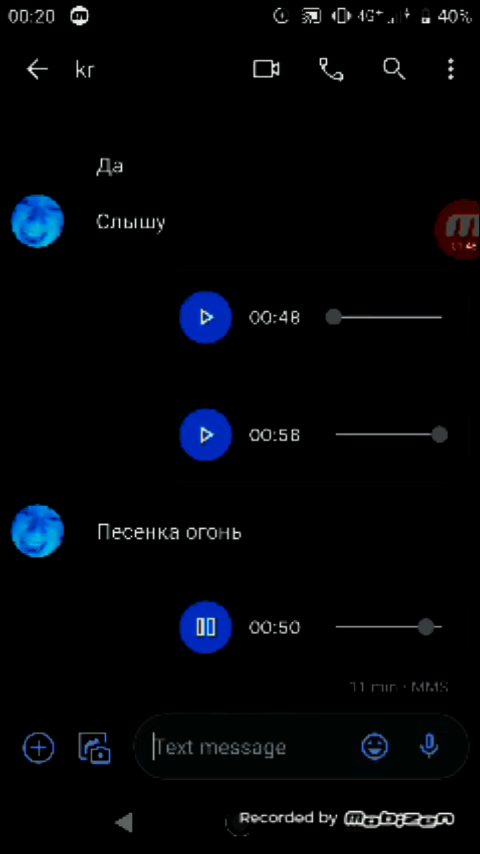 00:20
4G+
40%
kr
Да
Слышу
00:48
00:58
Песенка огонь
00:50
11 min · MMS
Text message
Recorded by mobizen